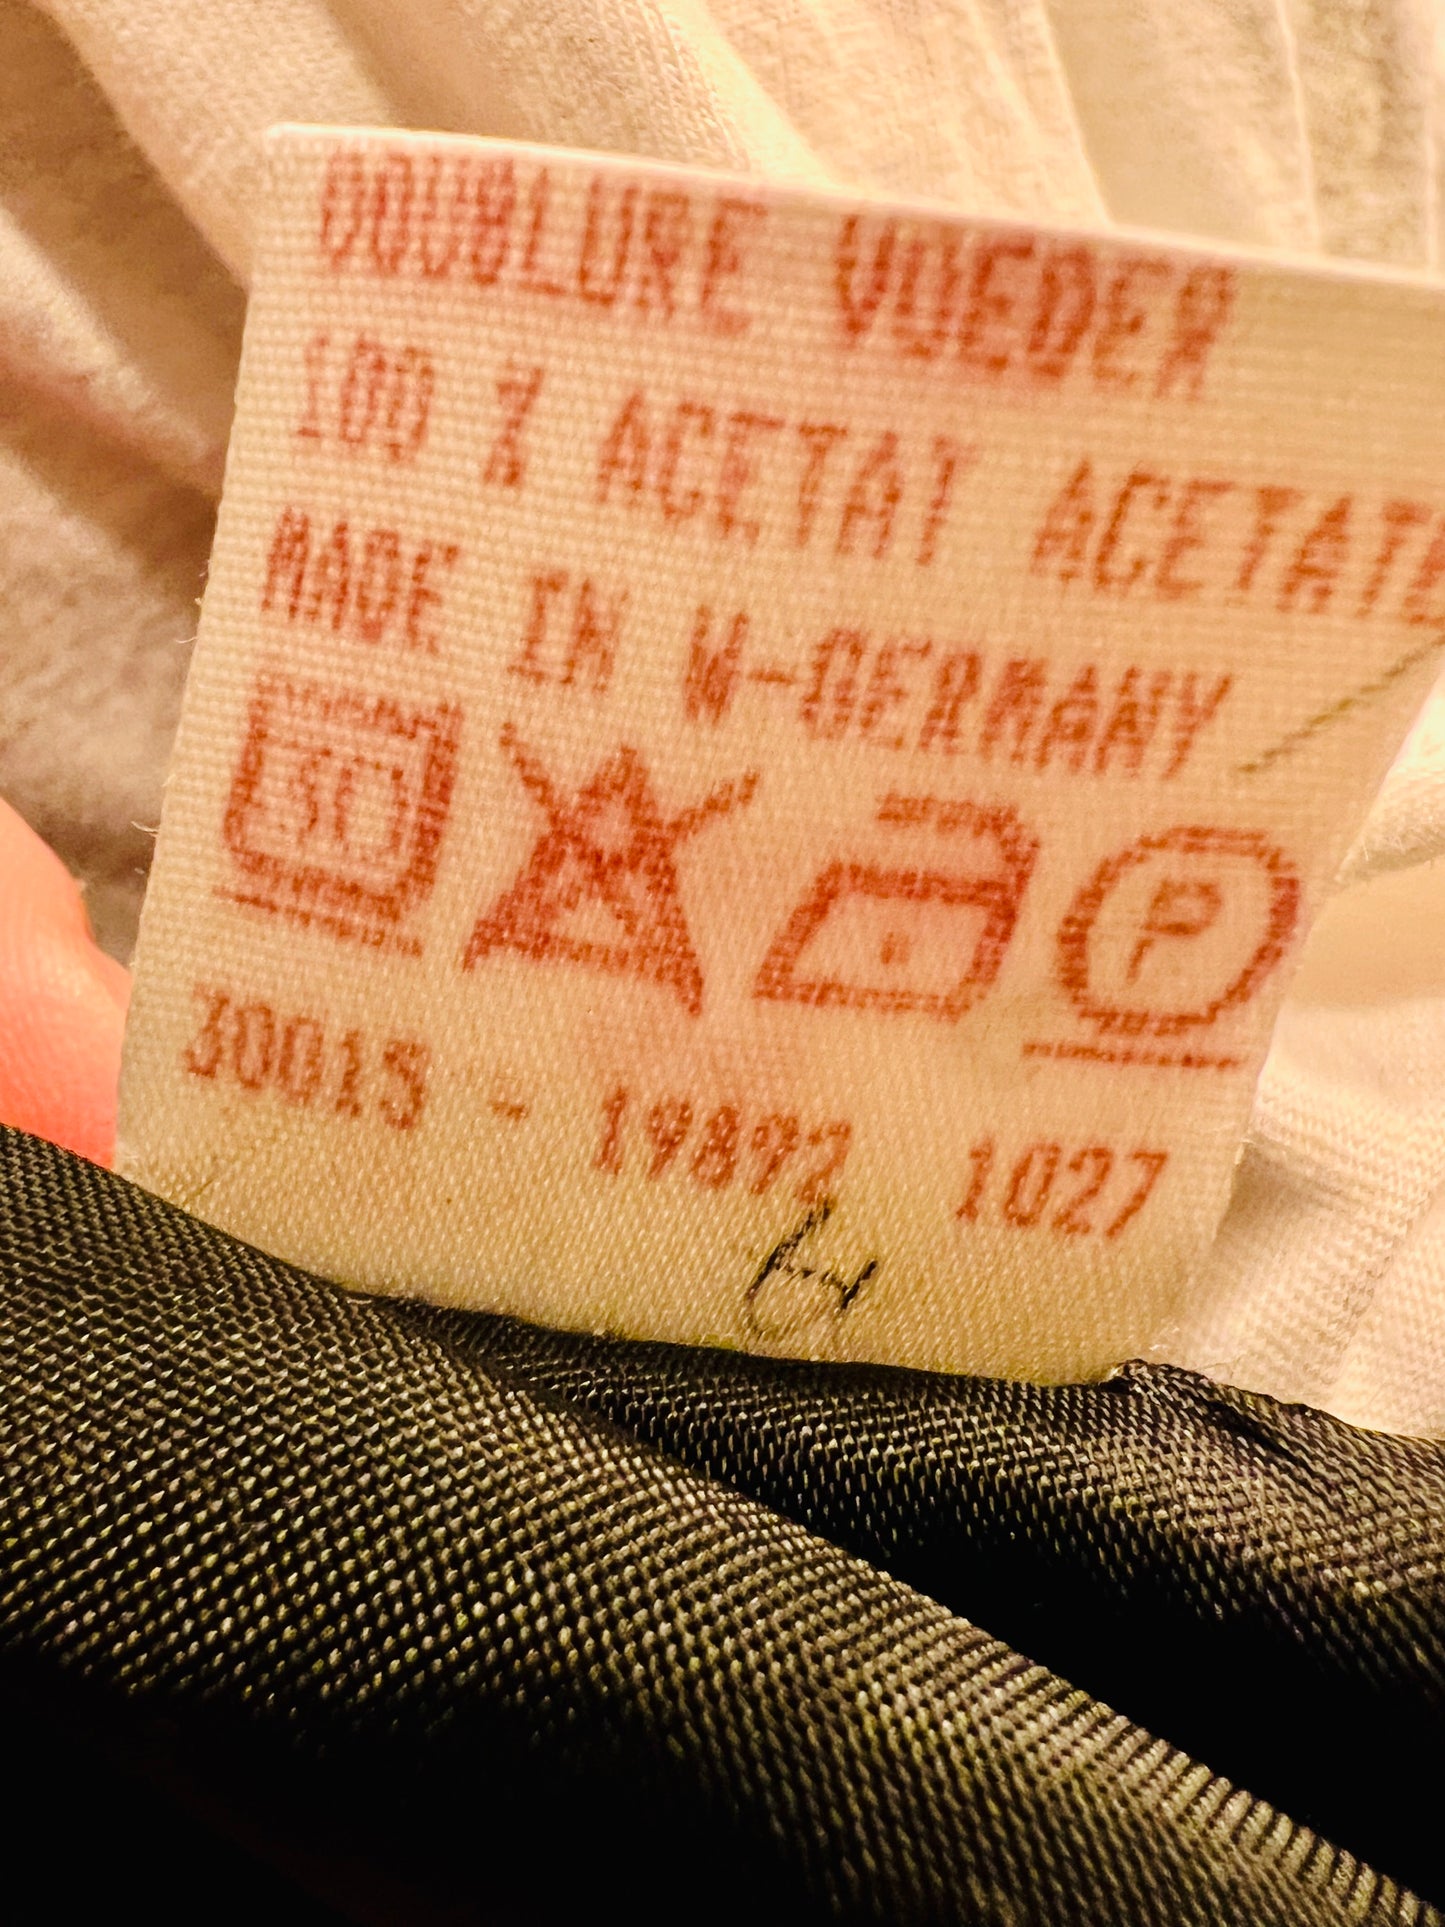 DOUBLURE VOEDER
100 % ACETAT ACETATE
MADE IN W-GERMANY
30
P
30015 - 19892 1027